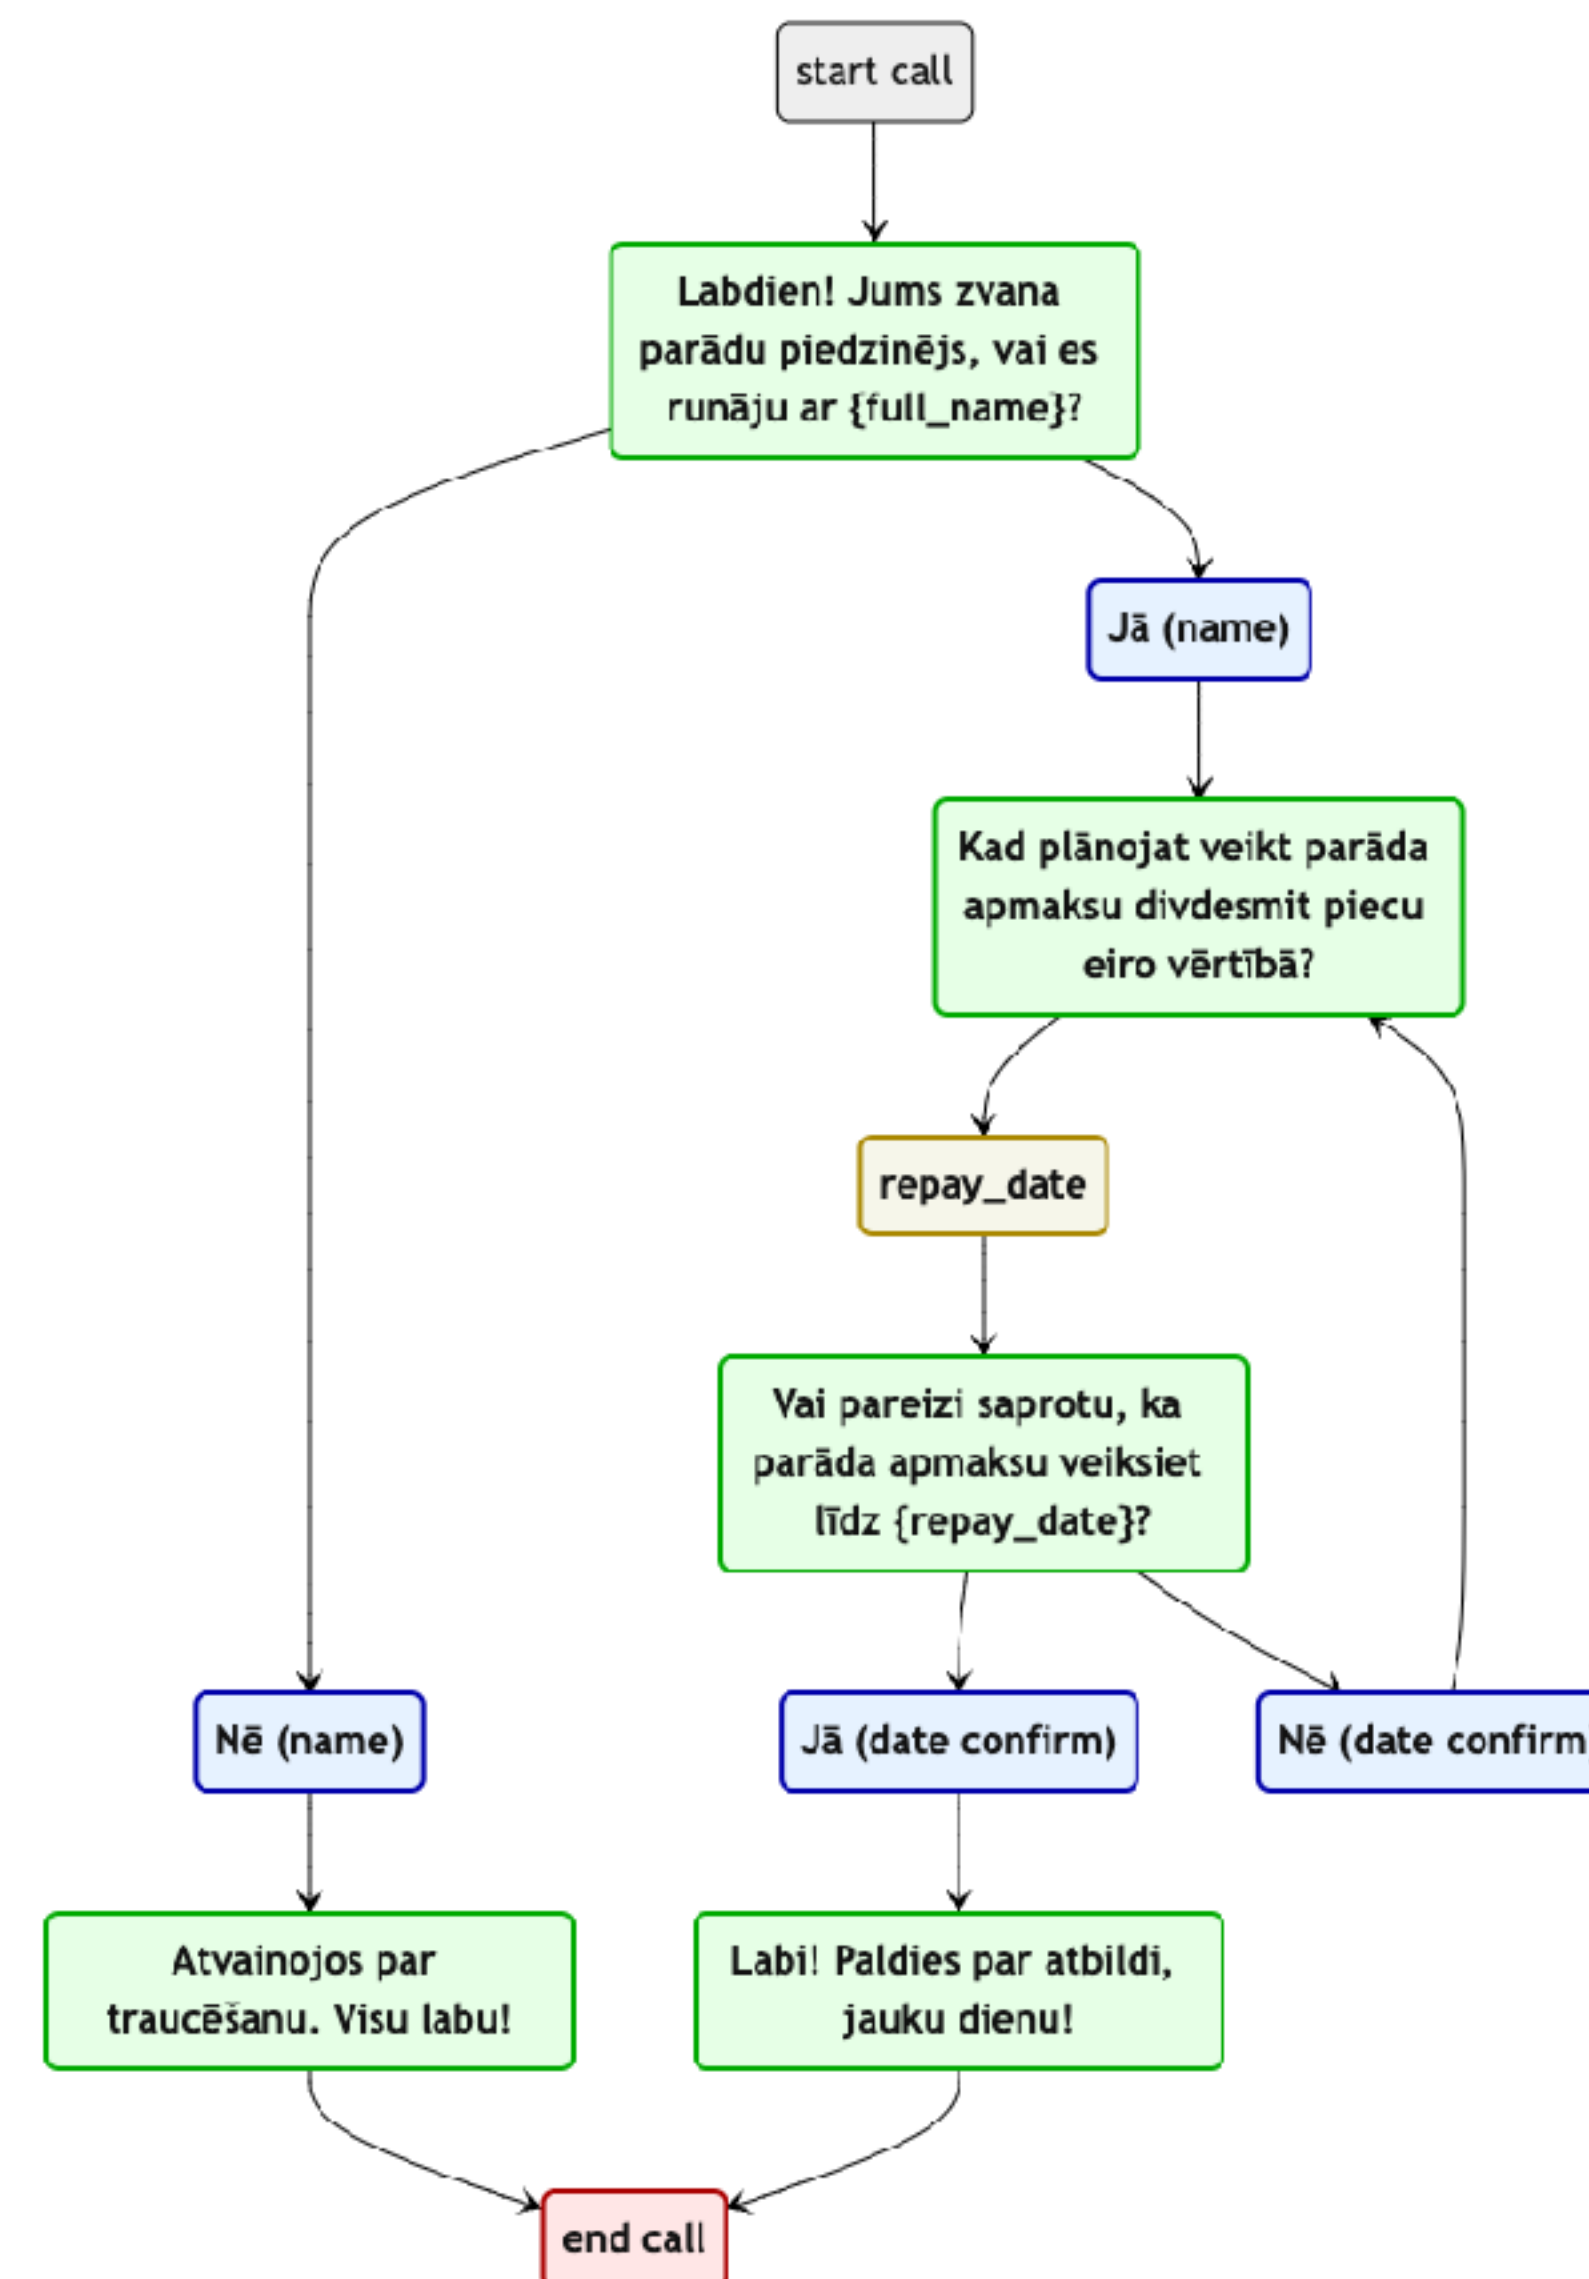 start call
Labdien! Jums zvana
parādu piedzinējs, vai es
runāju ar {full_name}?
Jā (name)
Kad plānojat veikt parāda
apmaksu divdesmit piecu
eiro vērtībā?
repay_date
Vai pareizi saprotu, ka
parāda apmaksu veiksiet
līdz {repay_date}?
Nē (name)
Jā (date confirm)
Nē (date confirm
Atvainojos par
traucēšanu. Visu labu!
Labi! Paldies par atbildi,
jauku dienu!
end call